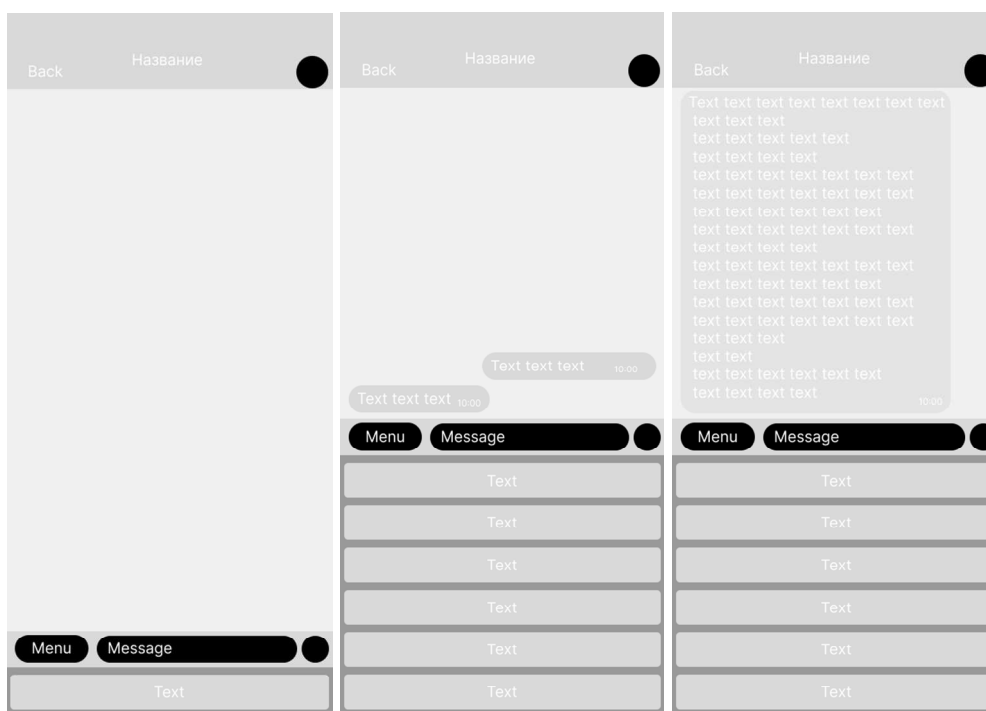 Название
Back
Menu
Message
Text
Название
Back
Text text text 10:00
Text text text 10:00
Menu
Message
Text
Text
Text
Text
Text
Text
Название
Back
Text text text text text text text text
text text text
text text text text text
text text text text
text text text text text text text
text text text text text text text
text text text text text text
text text text text text text text
text text text text
text text text text text text text
text text text text text text
text text text text text text text
text text text text text text text
text text text
text text
text text text text text text
text text text text
10:00
Menu
Message
Text
Text
Text
Text
Text
Text